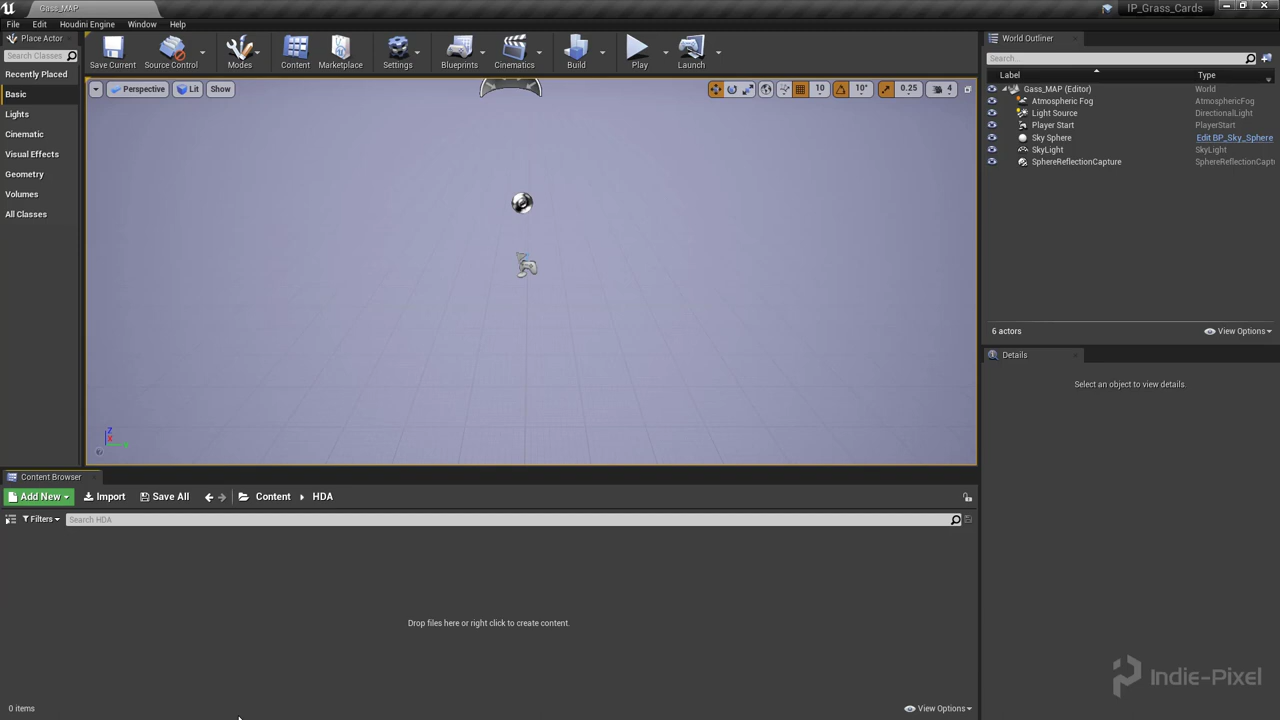 Gass_MAP
IP_Grass_Cards
File Edit Houdini Engine Window Help
Place Actor
Search Classes
Recently Placed
Basic
Lights
Cinematic
Visual Effects
Geometry
Volumes
All Classes
Save Current Source Control Modes Content Marketplace Settings Blueprints Cinematics Build Play Launch
Perspective Lit Show 10 10° 0.25 4
Z
X
World Outliner
Search...
Label Type
Gass_MAP (Editor) World
Atmospheric Fog AtmosphericFog
Light Source DirectionalLight
Player Start PlayerStart
Sky Sphere Edit BP_Sky_Sphere
SkyLight SkyLight
SphereReflectionCapture SphereReflectionCapt
6 actors View Options
Details
Select an object to view details.
Content Browser
Add New Import Save All Content HDA
Filters Search HDA
Drop files here or right click to create content.
0 items View Options
Indie-Pixel